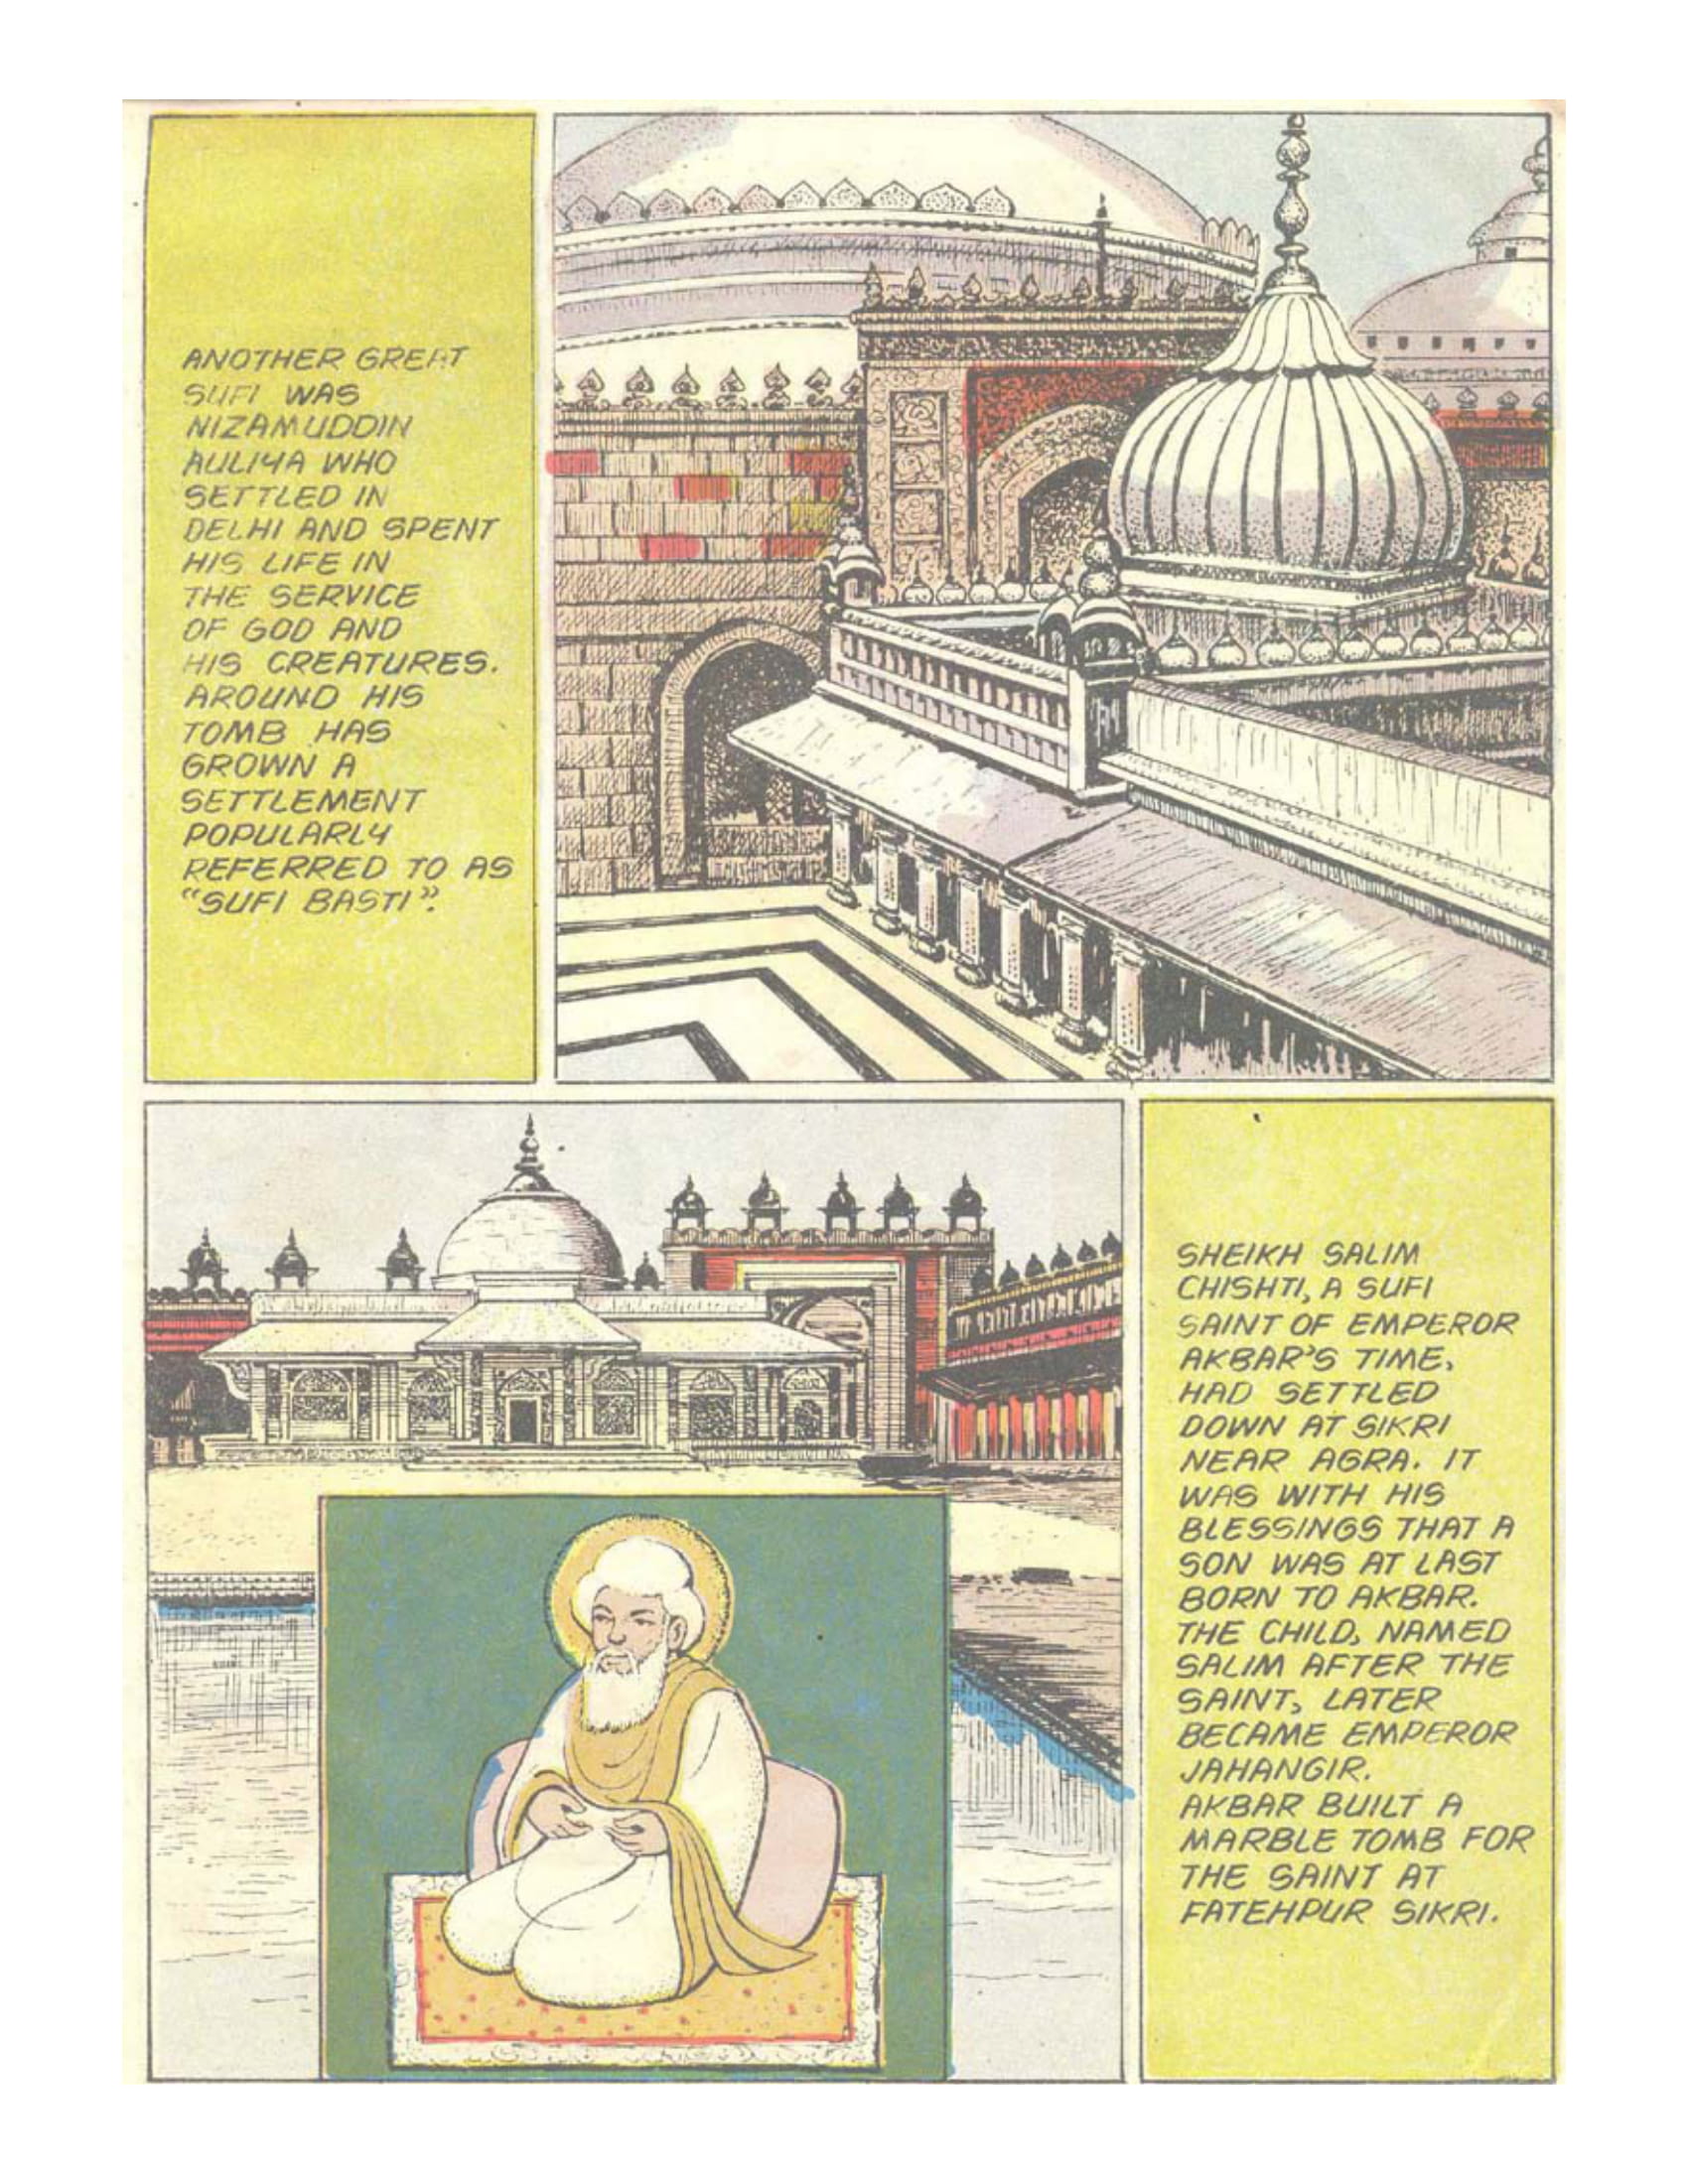 ANOTHER GREAT
SUFI WAS
NIZAMUDDIN
AULIYA WHO
SETTLED IN
DELHI AND SPENT
HIS LIFE IN
THE SERVICE
OF GOD AND
HIS CREATURES.
AROUND HIS
TOMB HAS
GROWN A
SETTLEMENT
POPULARLY
REFERRED TO AS
"SUFI BASTI".
SHEIKH SALIM
CHISHTI, A SUFI
SAINT OF EMPEROR
AKBAR'S TIME,
HAD SETTLED
DOWN AT SIKRI
NEAR AGRA. IT
WAS WITH HIS
BLESSINGS THAT A
SON WAS AT LAST
BORN TO AKBAR.
THE CHILD, NAMED
SALIM AFTER THE
SAINT, LATER
BECAME EMPEROR
JAHANGIR.
AKBAR BUILT A
MARBLE TOMB FOR
THE SAINT AT
FATEHPUR SIKRI.